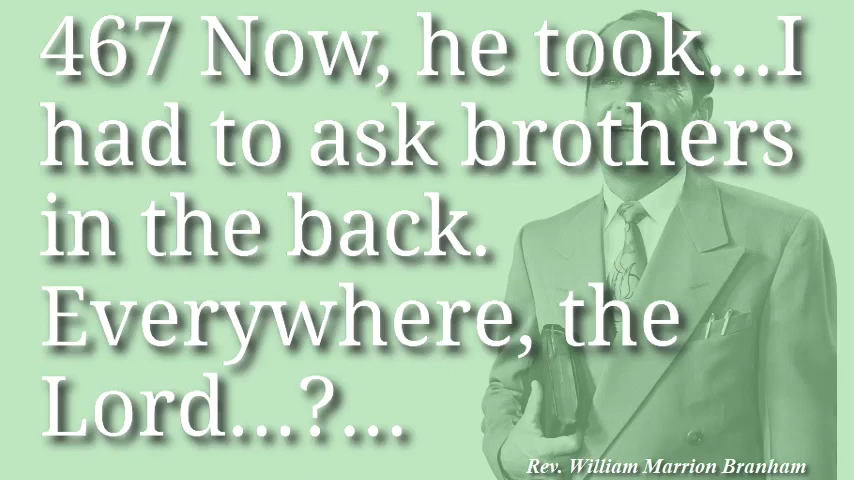 467 Now, he took...I
had to ask brothers
in the back.
Everywhere, the
Lord...?...
Rev. William Marrion Branham